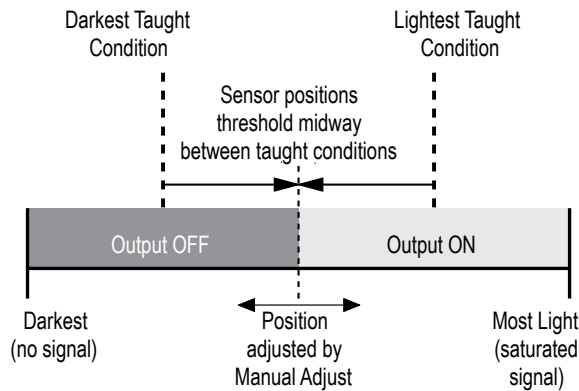 Darkest Taught
Condition
Lightest Taught
Condition
Sensor positions
threshold midway
between taught conditions
Output OFF
Output ON
Darkest
(no signal)
Position
adjusted by
Manual Adjust
Most Light
(saturated
signal)